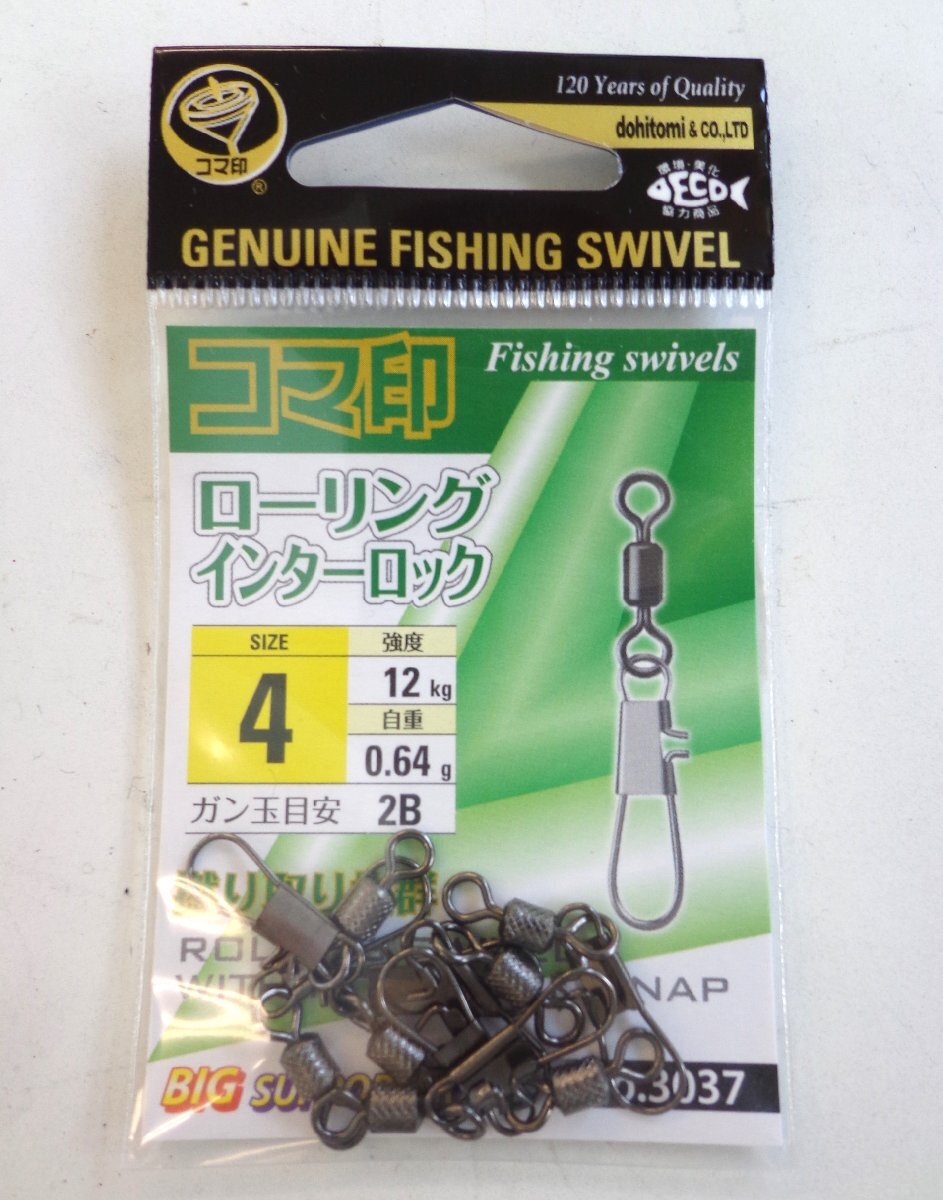 120 Years of Quality
dohitomi & CO.,LTD
コマ印
®
環境・美化
ECO
協力商品
GENUINE FISHING SWIVEL
コマ印
Fishing swivels
ローリング
インターロック
SIZE
強度
4
12 kg
自重
0.64 g
ガン玉目安
2B
BIG
3037